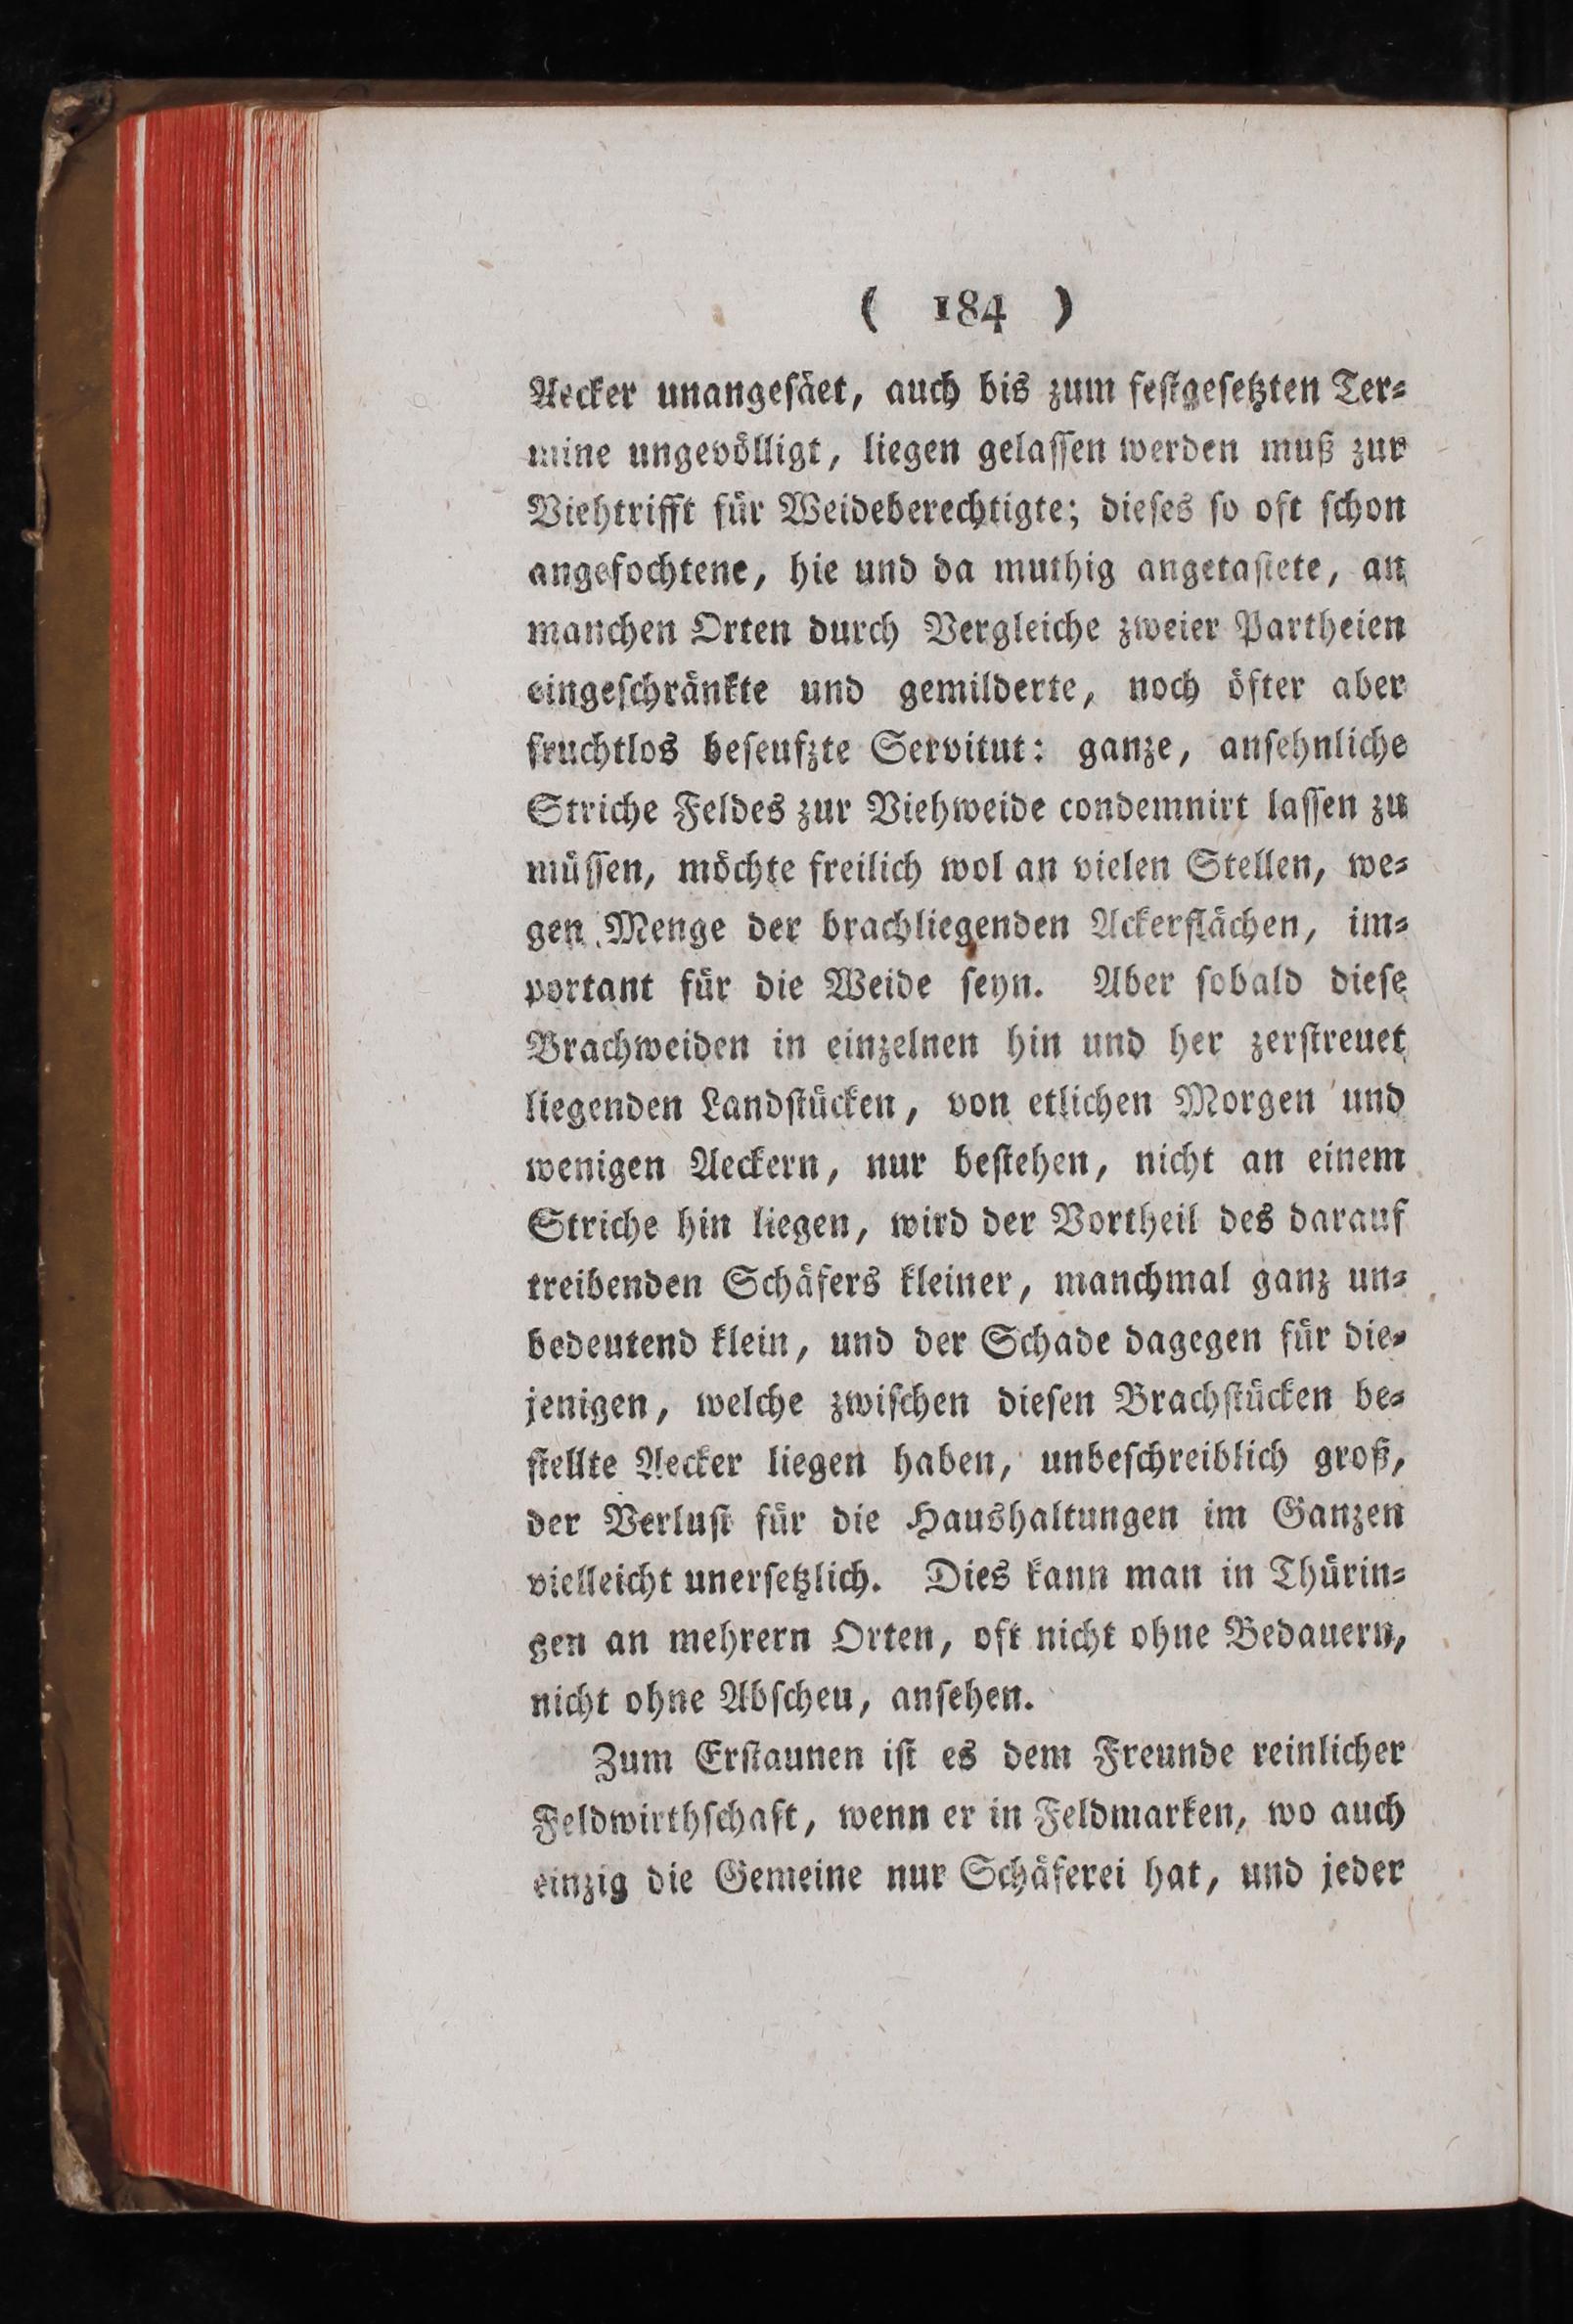 ( 184 )
Aecker unangeſäet, auch bis zum feſtgeſetzten Ter⸗
mine ungevölligt, liegen gelaſſen werden muß zur
Viehtrifft für Weideberechtigte; dieſes ſo oft ſchon
angefochtene, hie und da muthig angetaſtete, an
manchen Orten durch Vergleiche zweier Partheien
eingeſchränkte und gemilderte, noch öfter aber
fruchtlos beſeufzte Servitut: ganze, anſehnliche
Striche Feldes zur Viehweide condemnirt laſſen zu
müſſen, möchte freilich wol an vielen Stellen, we⸗
gen Menge der brachliegenden Ackerflächen, im⸗
portant für die Weide ſeyn. Aber ſobald dieſe
Brachweiden in einzelnen hin und her zerſtreuet
liegenden Landſtücken, von etlichen Morgen und
wenigen Aeckern, nur beſtehen, nicht an einem
Striche hin liegen, wird der Vortheil des darauf
treibenden Schäfers kleiner, manchmal ganz un⸗
bedeutend klein, und der Schade dagegen für die⸗
jenigen, welche zwiſchen dieſen Brachſtücken be⸗
ſtellte Aecker liegen haben, unbeſchreiblich groß,
der Verluſt für die Haushaltungen im Ganzen
vielleicht unerſetzlich. Dies kann man in Thürin⸗
gen an mehrern Orten, oft nicht ohne Bedauern,
nicht ohne Abſcheu, anſehen.
Zum Erſtaunen iſt es dem Freunde reinlicher
Feldwirthſchaft, wenn er in Feldmarken, wo auch
einzig die Gemeine nur Schäferei hat, und jeder